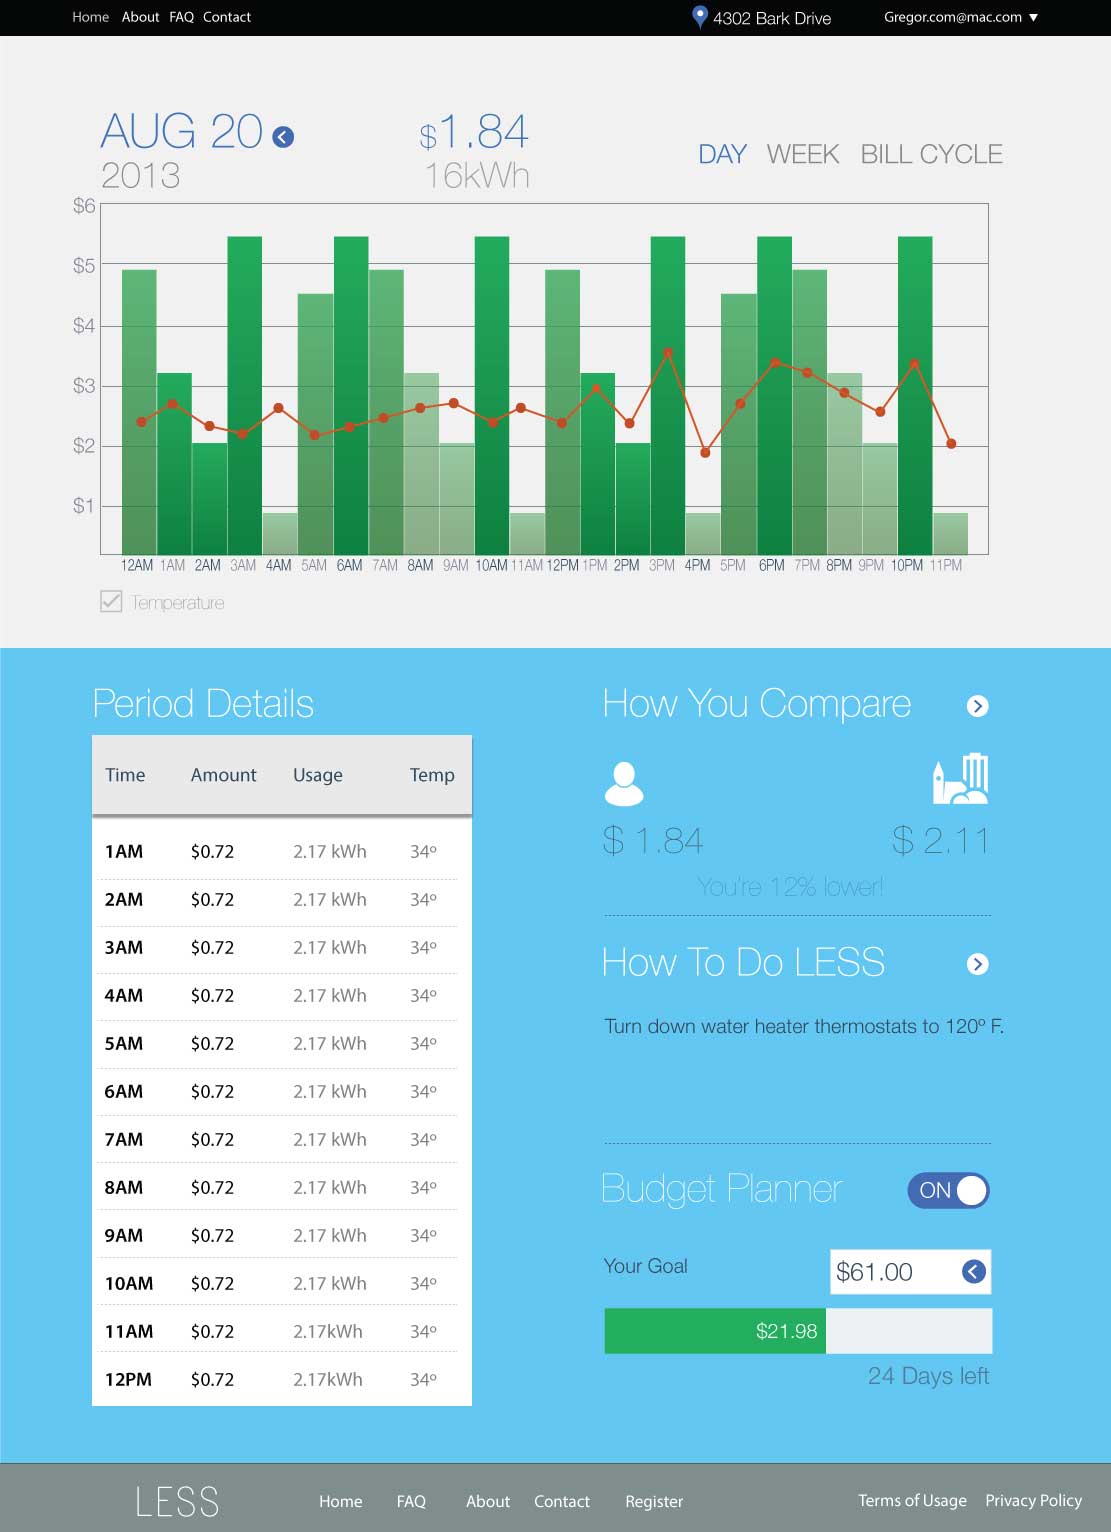 Home About FAQ Contact 4302 Bark Drive Gregor.com@mac.com
AUG 20 $1.84
2013 16kWh DAY WEEK BILL CYCLE
$6
$5
$4
$3
$2
$1
12AM 1AM 2AM 3AM 4AM 5AM 6AM 7AM 8AM 9AM 10AM 11AM 12PM 1PM 2PM 3PM 4PM 5PM 6PM 7PM 8PM 9PM 10PM 11PM
Temperature
Period Details
Time Amount Usage Temp
1AM $0.72 2.17 kWh 34º
2AM $0.72 2.17 kWh 34º
3AM $0.72 2.17 kWh 34º
4AM $0.72 2.17 kWh 34º
5AM $0.72 2.17 kWh 34º
6AM $0.72 2.17 kWh 34º
7AM $0.72 2.17 kWh 34º
8AM $0.72 2.17 kWh 34º
9AM $0.72 2.17 kWh 34º
10AM $0.72 2.17 kWh 34º
11AM $0.72 2.17kWh 34º
12PM $0.72 2.17kWh 34º
How You Compare
$ 1.84 $ 2.11
You're 12% lower!
How To Do LESS
Turn down water heater thermostats to 120º F.
Budget Planner ON
Your Goal $61.00
$21.98
24 Days left
LESS Home FAQ About Contact Register Terms of Usage Privacy Policy